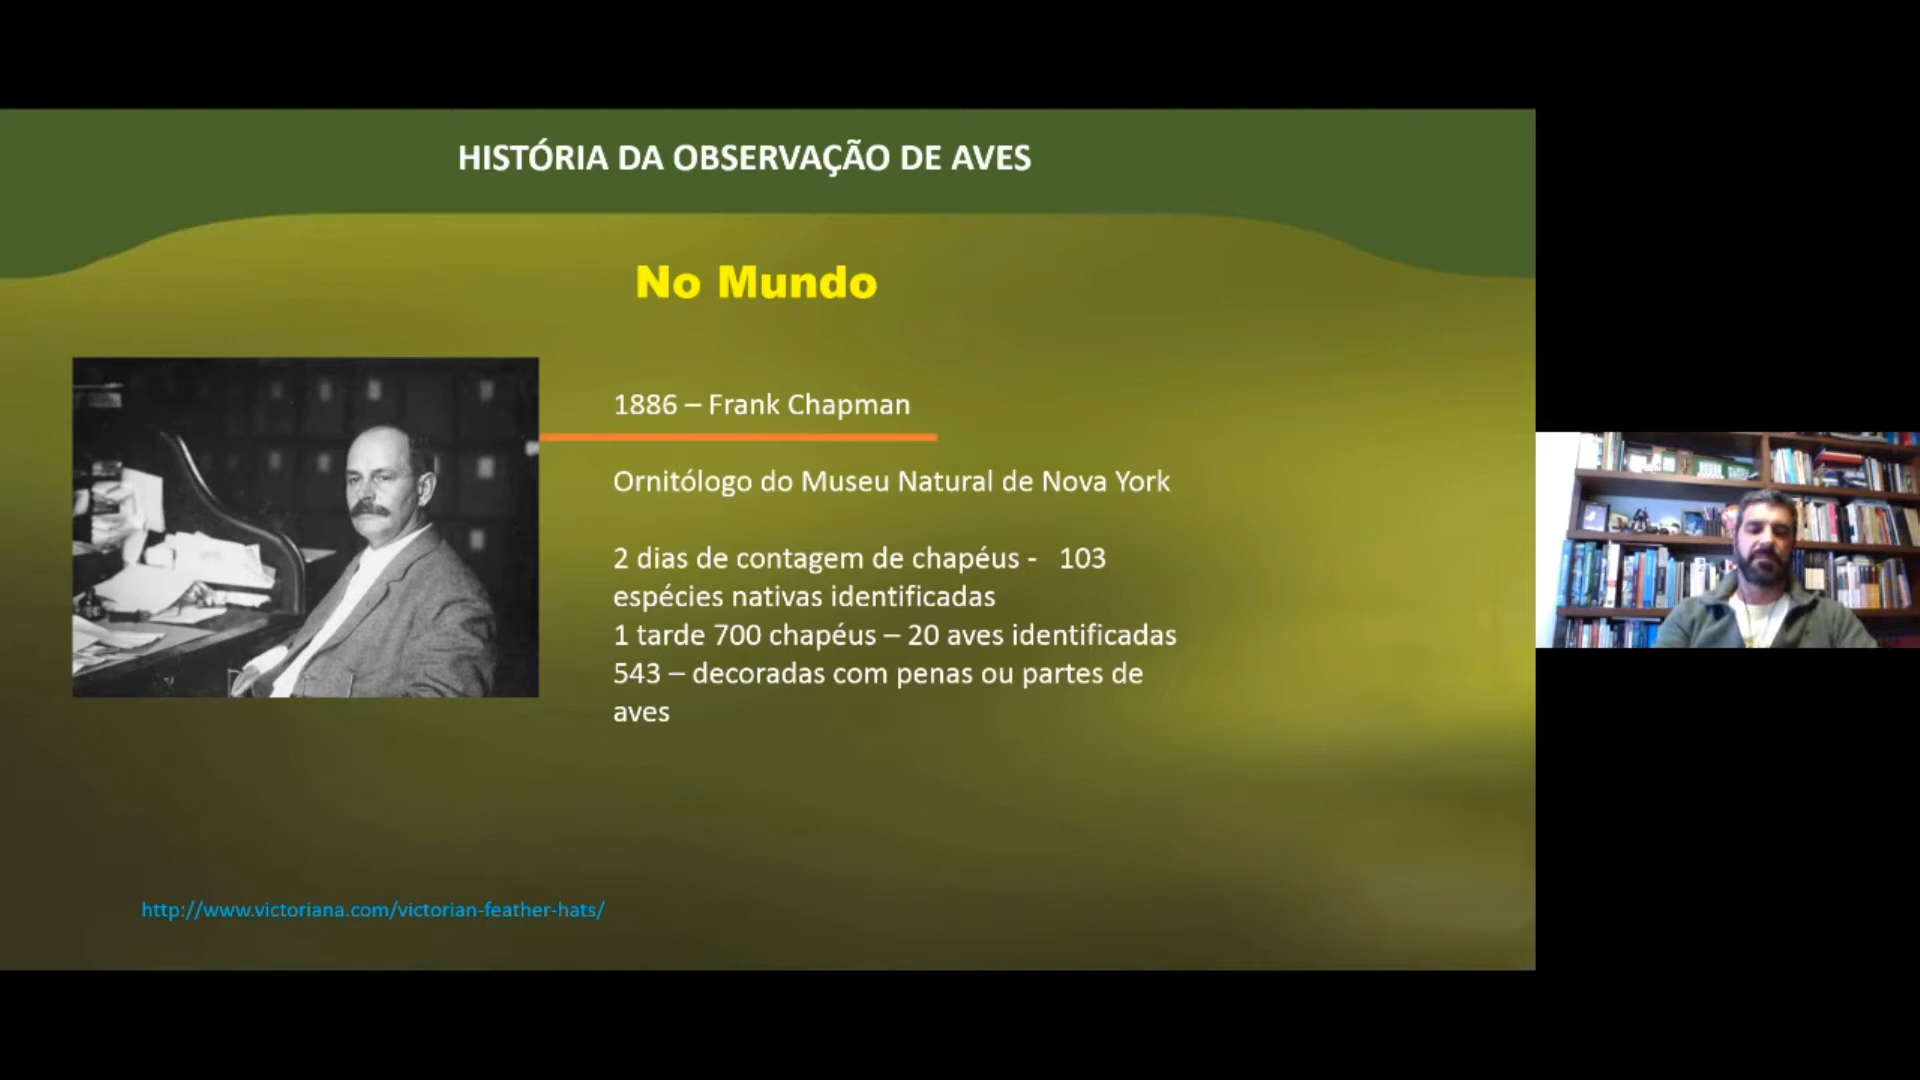 HISTÓRIA DA OBSERVAÇÃO DE AVES
No Mundo
1886 – Frank Chapman
Ornitólogo do Museu Natural de Nova York
2 dias de contagem de chapéus - 103
espécies nativas identificadas
1 tarde 700 chapéus – 20 aves identificadas
543 – decoradas com penas ou partes de
aves
http://www.victoriana.com/victorian-feather-hats/